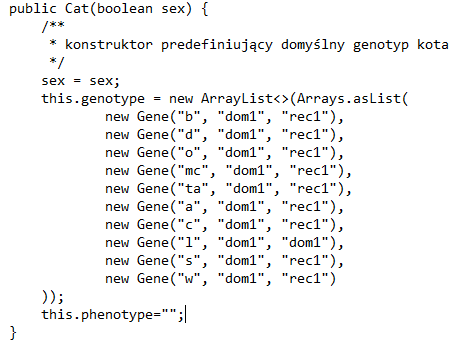 public Cat(boolean sex) {
    /**
     * konstruktor predefiniujący domyślny genotyp kota
     */
    sex = sex;
    this.genotype = new ArrayList<>(Arrays.asList(
            new Gene("b", "dom1", "rec1"),
            new Gene("d", "dom1", "rec1"),
            new Gene("o", "dom1", "rec1"),
            new Gene("mc", "dom1", "rec1"),
            new Gene("ta", "dom1", "rec1"),
            new Gene("a", "dom1", "rec1"),
            new Gene("c", "dom1", "rec1"),
            new Gene("l", "dom1", "dom1"),
            new Gene("s", "dom1", "rec1"),
            new Gene("w", "dom1", "rec1")
    ));
    this.phenotype="";
}